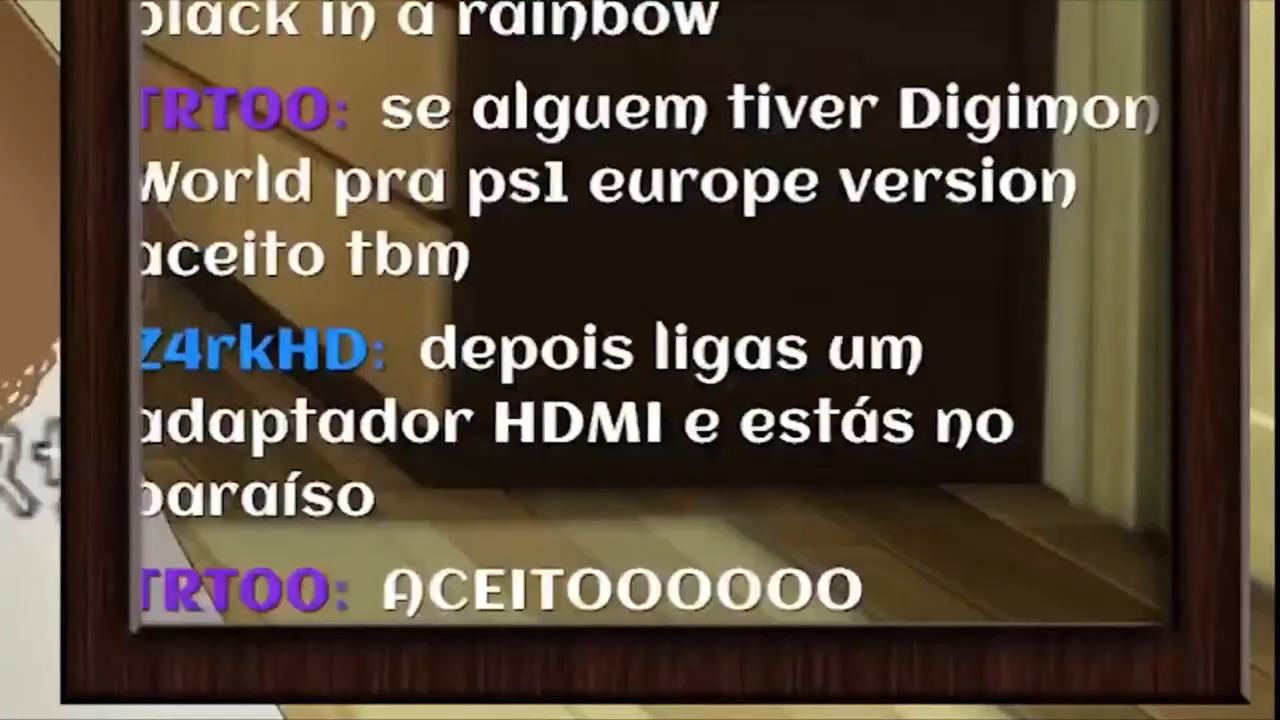 black in a rainbow
TRTOO: se alguem tiver Digimon
World pra ps1 europe version
aceito tbm
Z4rkHD: depois ligas um
adaptador HDMI e estás no
paraíso
TRTOO: ACEITOOOOOO